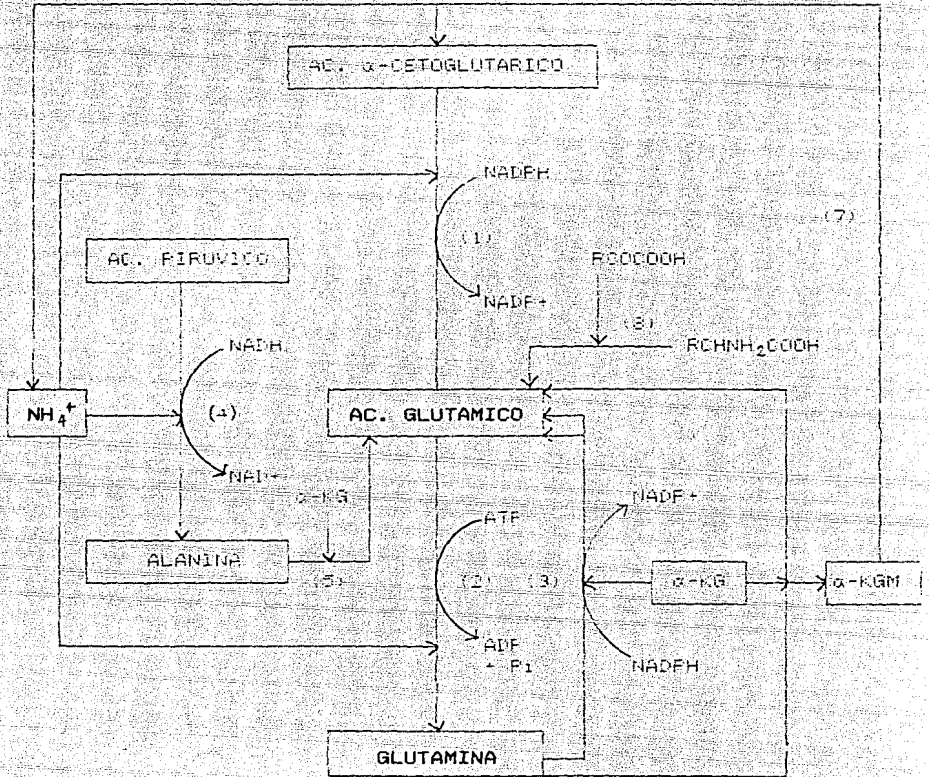 AC. α-CETOGLUTARICO
NADPH
(7)
(1)
RCOCOOH
AC. PIRUVICO
NADP+
(8)
NADH
RCHNH₂COOH
NH₄⁺
(4)
AC. GLUTAMICO
NAD+
α-KG
NADP+
ATP
ALANINA
(5)
(2)
(3)
α-KG
α-KGM
ADP
+ Pi
NADPH
GLUTAMINA